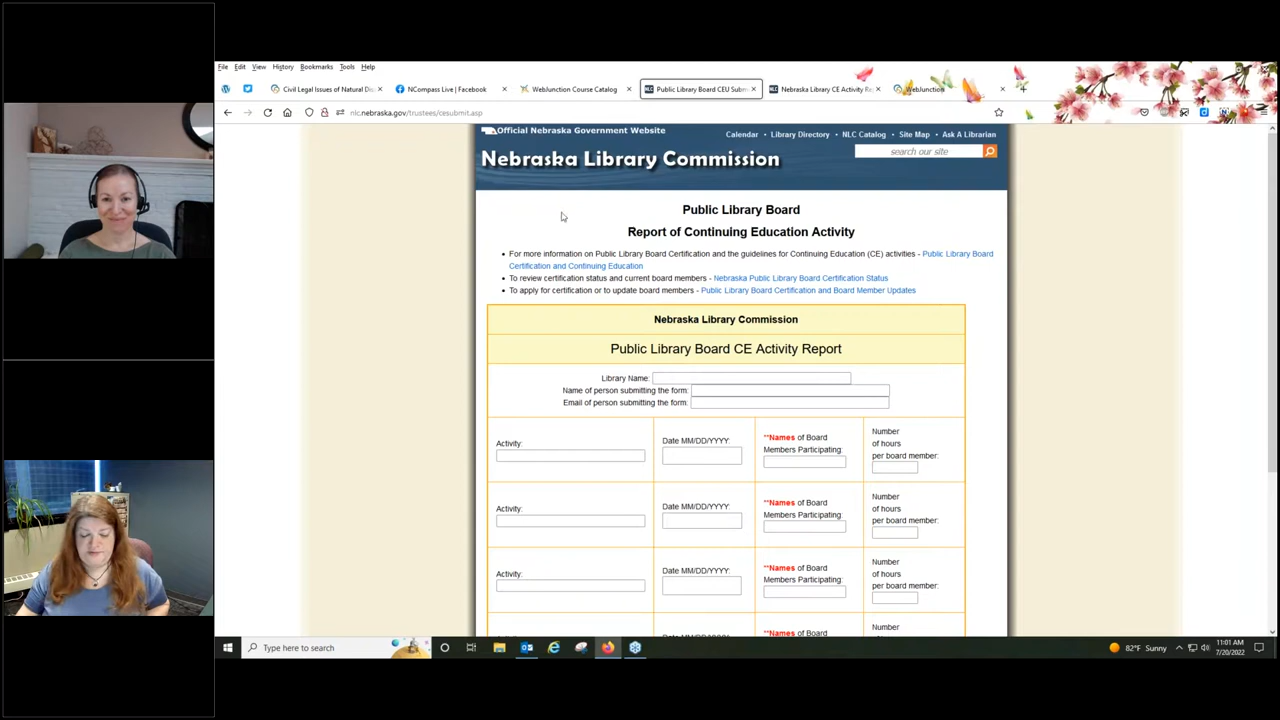 File Edit View History Bookmarks Tools Help
Civil Legal Issues of Natural Dis
NCompass Live | Facebook
WebJunction Course Catalog
Public Library Board CEU Subm
Nebraska Library CE Activity Re
WebJunction
nlc.nebraska.gov/trustees/cesubmit.asp
Official Nebraska Government Website
Calendar • Library Directory • NLC Catalog • Site Map • Ask A Librarian
Nebraska Library Commission
search our site
Public Library Board
Report of Continuing Education Activity
• For more information on Public Library Board Certification and the guidelines for Continuing Education (CE) activities - Public Library Board
Certification and Continuing Education
• To review certification status and current board members - Nebraska Public Library Board Certification Status
• To apply for certification or to update board members - Public Library Board Certification and Board Member Updates
Nebraska Library Commission
Public Library Board CE Activity Report
Library Name:
Name of person submitting the form:
Email of person submitting the form:
Activity:
Date MM/DD/YYYY:
**Names of Board
Members Participating:
Number
of hours
per board member:
Activity:
Date MM/DD/YYYY:
**Names of Board
Members Participating:
Number
of hours
per board member:
Activity:
Date MM/DD/YYYY:
**Names of Board
Members Participating:
Number
of hours
per board member:
**Names of Board
Number
Type here to search
82°F Sunny
11:01 AM
7/20/2022